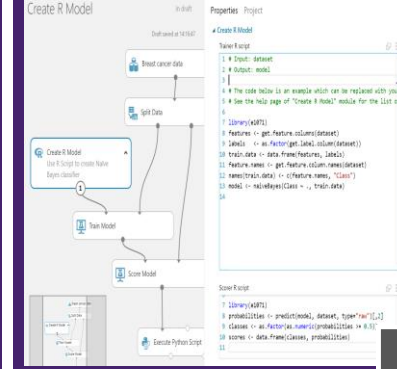 Create R Model
In draft
Draft saved at 14:16:47
Breast cancer data
Split Data
Create R Model
Use R Script to create Naïve
Bayes classifier
1
Train Model
Score Model
Execute Python Script
Properties Project
Create R Model
Trainer R script
1 # Input: dataset
2 # Output: model
3
4 # The code below is an example which can be replaced with you
5 # See the help page of "Create R Model" module for the list o
6
7 library(e1071)
8 features <- get.feature.columns(dataset)
9 labels <- as.factor(get.label.column(dataset))
10 train.data <- data.frame(features, labels)
11 feature.names <- get.feature.column.names(dataset)
12 names(train.data) <- c(feature.names, "Class")
13 model <- naiveBayes(Class ~ ., train.data)
14
Scorer R script
7 library(e1071)
8 probabilities <- predict(model, dataset, type="raw")[,2]
9 classes <- as.factor(as.numeric(probabilities >= 0.5))
10 scores <- data.frame(classes, probabilities)
11